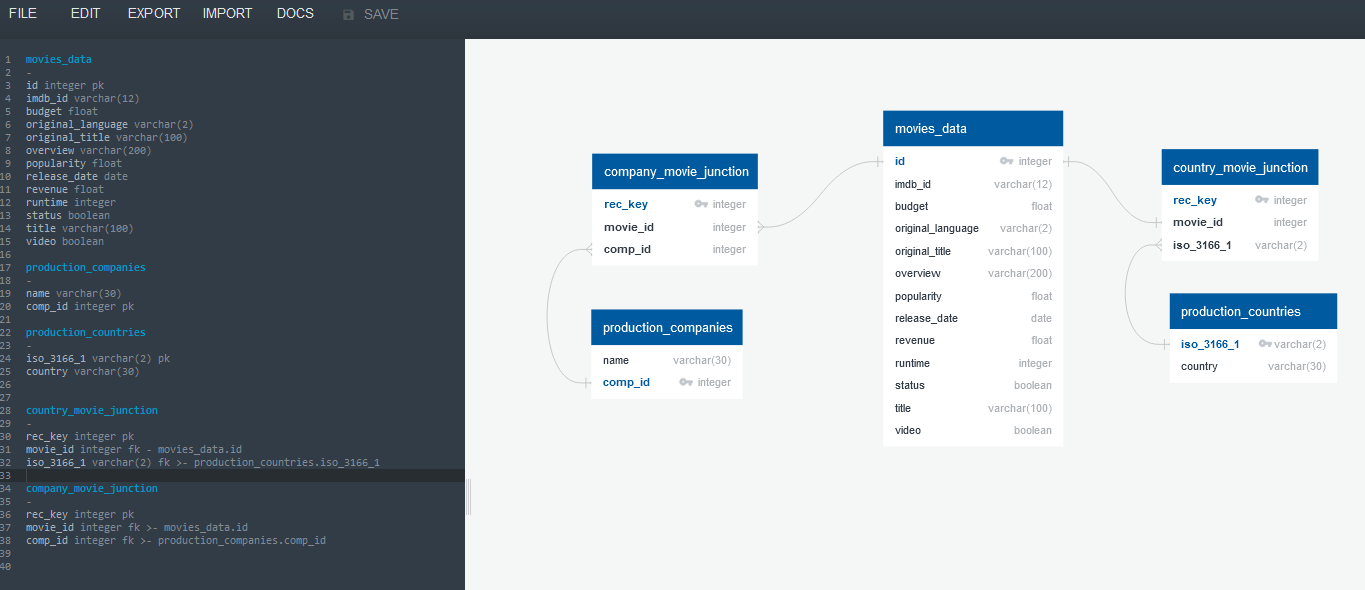 FILE EDIT EXPORT IMPORT DOCS SAVE
1 movies_data
2 -
3 id integer pk
4 imdb_id varchar(12)
5 budget float
6 original_language varchar(2)
7 original_title varchar(100)
8 overview varchar(200)
9 popularity float
10 release_date date
11 revenue float
12 runtime integer
13 status boolean
14 title varchar(100)
15 video boolean
16
17 production_companies
18 -
19 name varchar(30)
20 comp_id integer pk
21
22 production_countries
23 -
24 iso_3166_1 varchar(2) pk
25 country varchar(30)
26
27
28 country_movie_junction
29 -
30 rec_key integer pk
31 movie_id integer fk - movies_data.id
32 iso_3166_1 varchar(2) fk >- production_countries.iso_3166_1
33
34 company_movie_junction
35 -
36 rec_key integer pk
37 movie_id integer fk >- movies_data.id
38 comp_id integer fk >- production_companies.comp_id
39
40
company_movie_junction
rec_key integer
movie_id integer
comp_id integer
production_companies
name varchar(30)
comp_id integer
movies_data
id integer
imdb_id varchar(12)
budget float
original_language varchar(2)
original_title varchar(100)
overview varchar(200)
popularity float
release_date date
revenue float
runtime integer
status boolean
title varchar(100)
video boolean
country_movie_junction
rec_key integer
movie_id integer
iso_3166_1 varchar(2)
production_countries
iso_3166_1 varchar(2)
country varchar(30)